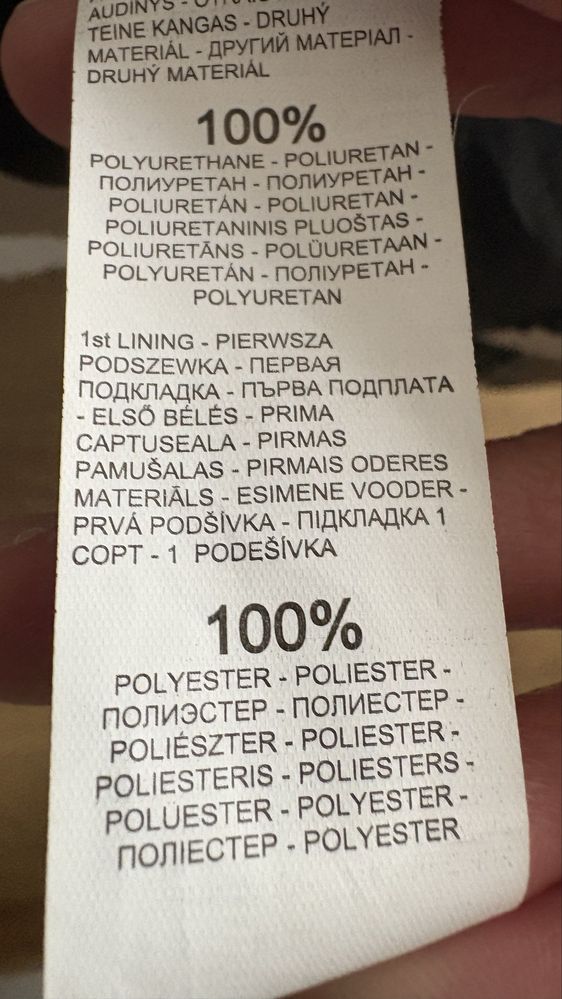 AUDINYS -
TEINE KANGAS - DRUHÝ
MATERIÁL - ДРУГИЙ МАТЕРІАЛ -
DRUHÝ MATERIÁL
100%
POLYURETHANE - POLIURETAN -
ПОЛИУРЕТАН - ПОЛИУРЕТАН -
POLIURETÁN - POLIURETAN -
POLIURETANINIS PLUOŠTAS -
POLIURETĀNS - POLÜURETAAN -
POLYURETÁN - ПОЛІУРЕТАН -
POLYURETAN
1st LINING - PIERWSZA
PODSZEWKA - ПЕРВАЯ
ПОДКЛАДКА - ПЪРВА ПОДПЛАТА
- ELSŐ BÉLÉS - PRIMA
CAPTUSEALA - PIRMAS
PAMUŠALAS - PIRMAIS ODERES
MATERIĀLS - ESIMENE VOODER -
PRVÁ PODŠÍVKA - ПІДКЛАДКА 1
СОРТ - 1 PODEŠÍVKA
100%
POLYESTER - POLIESTER -
ПОЛИЭСТЕР - ПОЛИЕСТЕР -
POLIÉSZTER - POLIESTER -
POLIESTERIS - POLIESTERS -
POLUESTER - POLYESTER -
ПОЛІЕСТЕР - POLYESTER